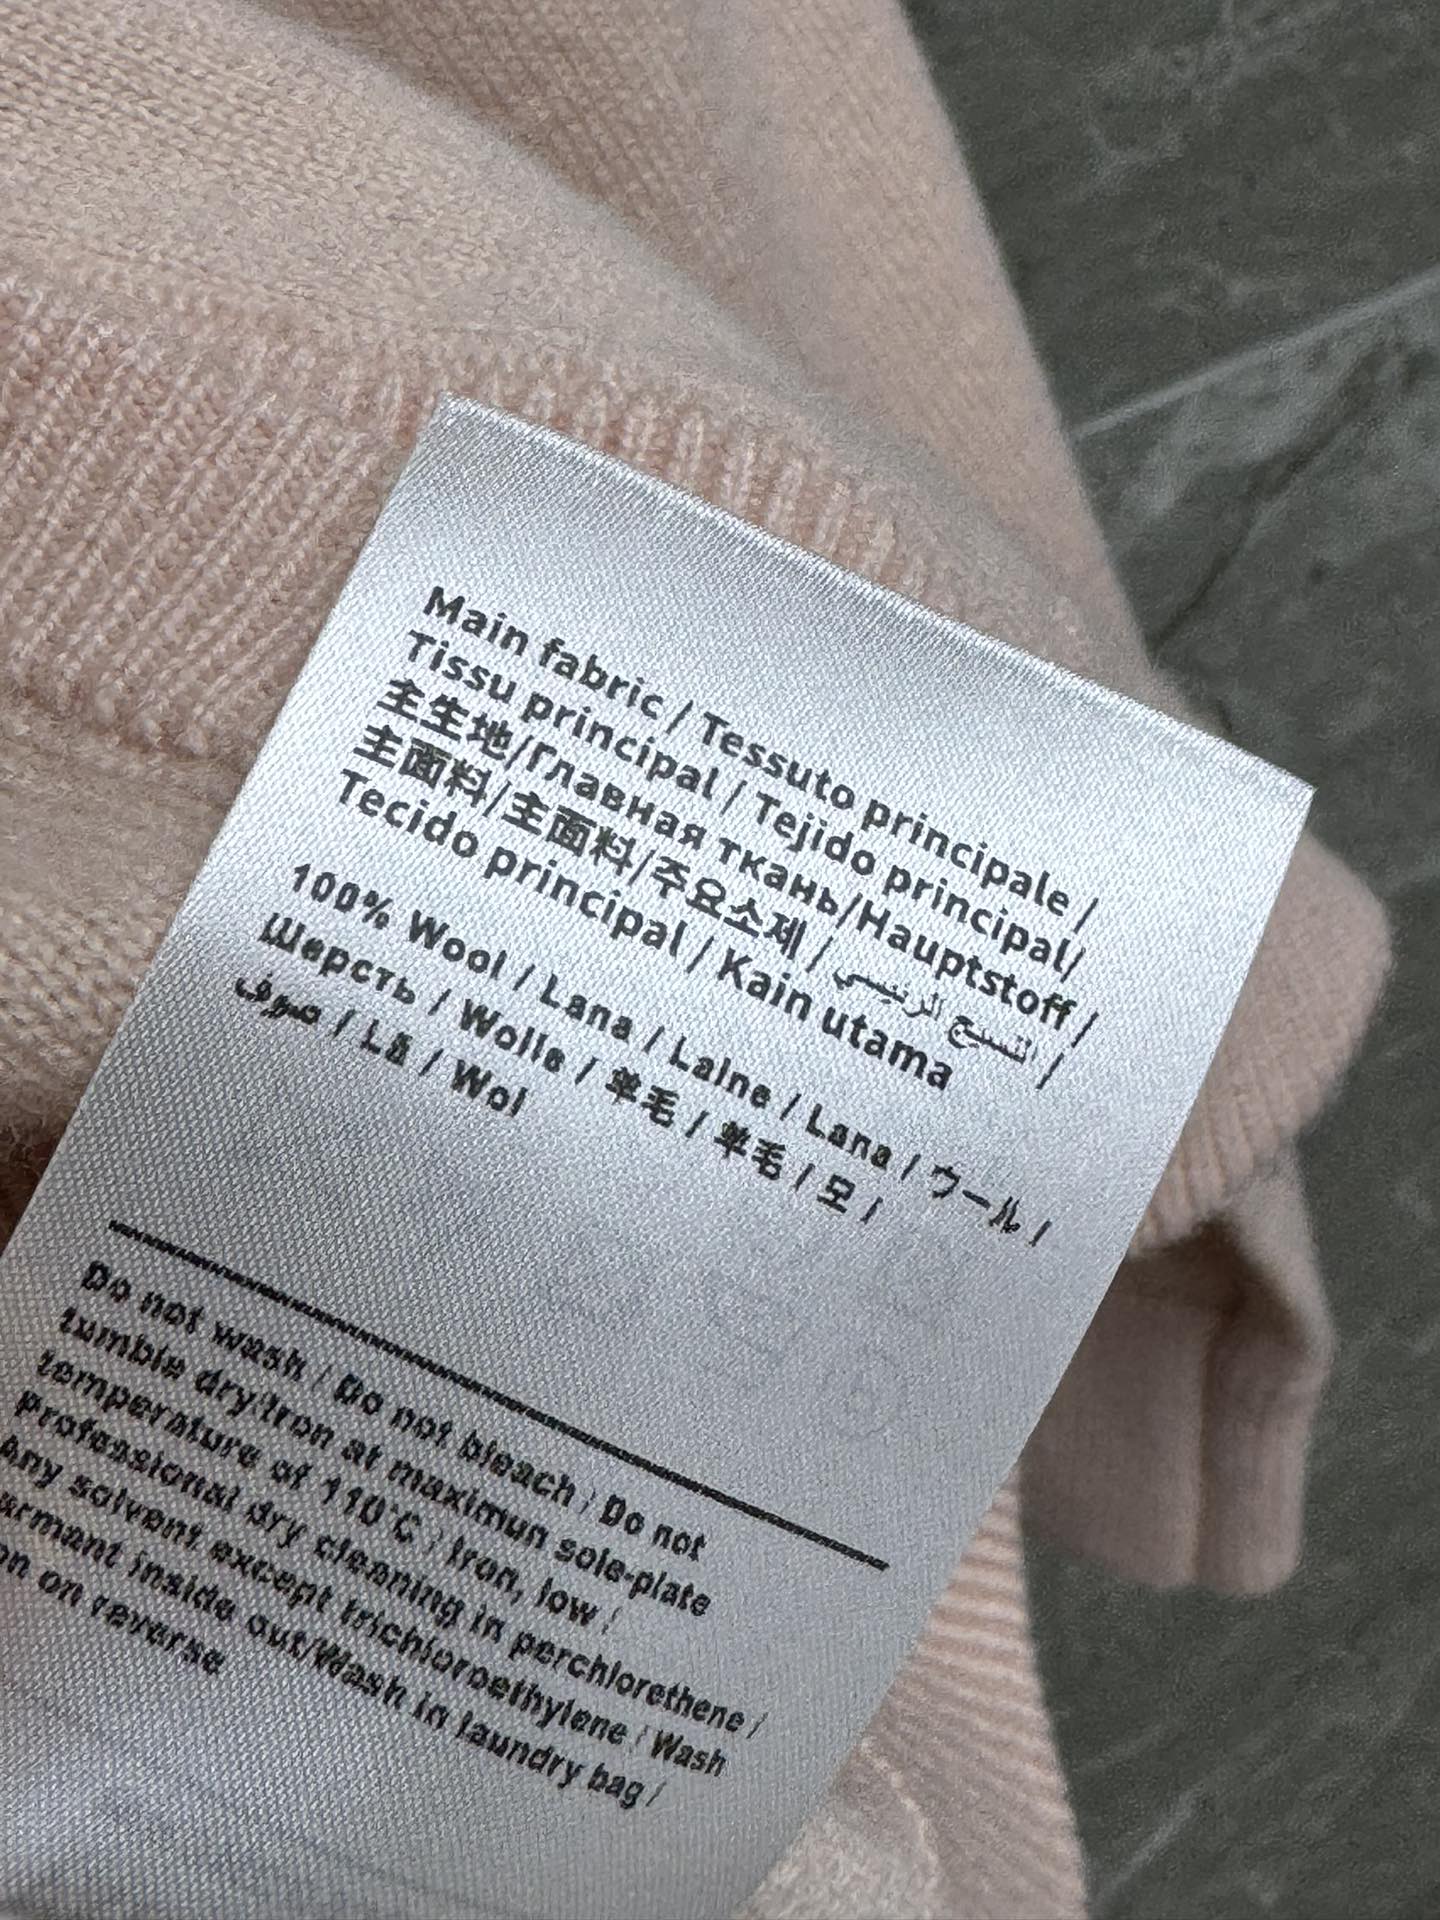 Main fabric / Tessuto principale /
Tissu principal / Tejido principal/
主生地/Главная ткань/Hauptstoff /
主面料/主面料/주요소제 / النسيج الرئيسي /
Tecido principal / Kain utama
100% Wool / Lana / Laine / Lana / ウール /
Шерсть / Wolle / 羊毛 / 羊毛 / 모 /
صوف / Lã / Wol
Do not wash / Do not bleach / Do not
tumble dry/Iron at maximun sole-plate
temperature of 110°C / Iron, low /
Professional dry cleaning in perchlorethene /
Any solvent except trichloroethylene / Wash
armant inside out/Wash in laundry bag /
on on reverse